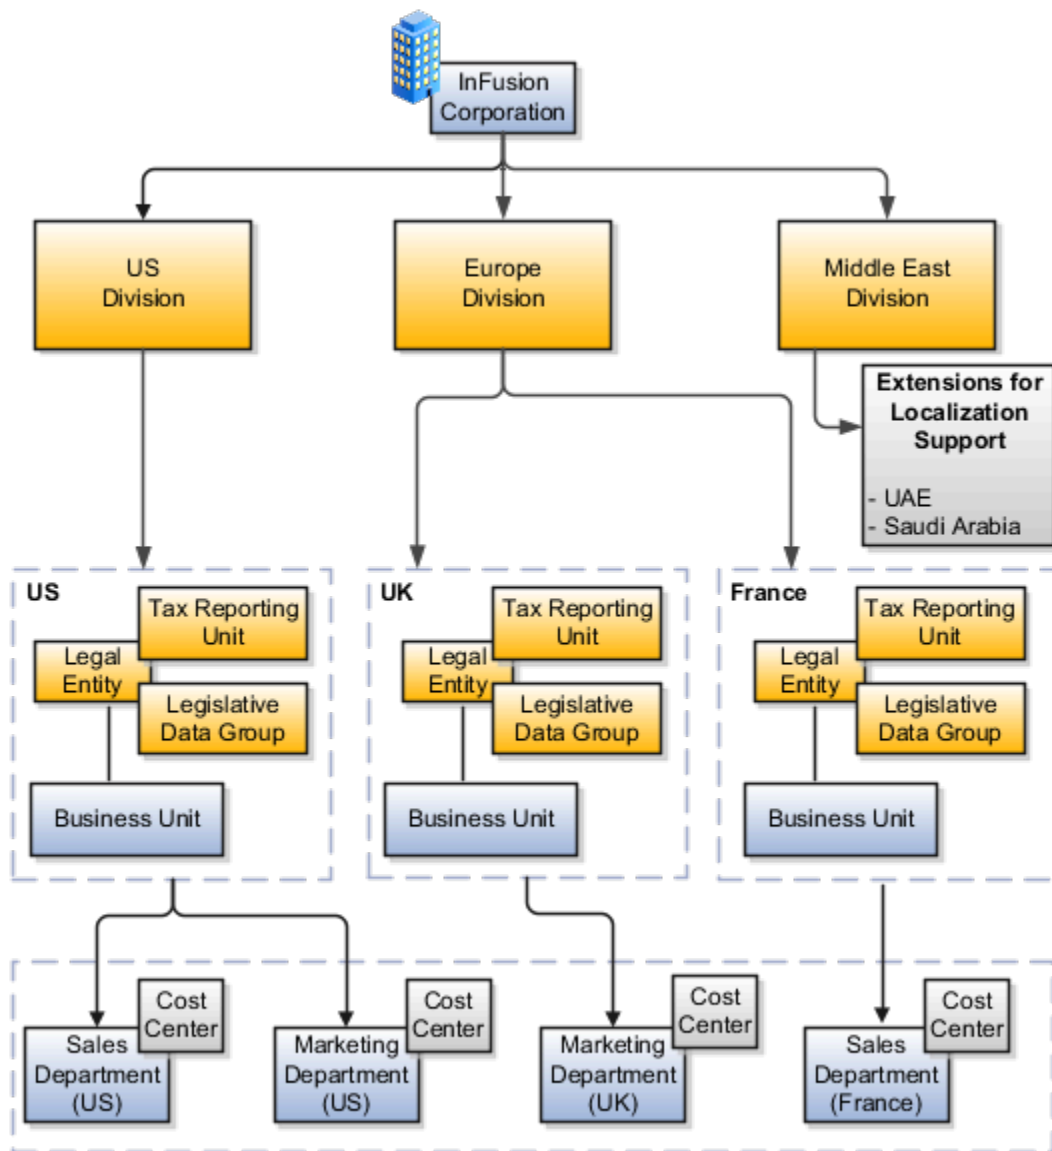 InFusion
Corporation
US
Division
Europe
Division
Middle East
Division
Extensions for
Localization
Support
- UAE
- Saudi Arabia
US
Tax Reporting
Unit
Legal
Entity
Legislative
Data Group
Business Unit
UK
Tax Reporting
Unit
Legal
Entity
Legislative
Data Group
Business Unit
France
Tax Reporting
Unit
Legal
Entity
Legislative
Data Group
Business Unit
Cost
Center
Sales
Department
(US)
Cost
Center
Marketing
Department
(US)
Cost
Center
Marketing
Department
(UK)
Cost
Center
Sales
Department
(France)